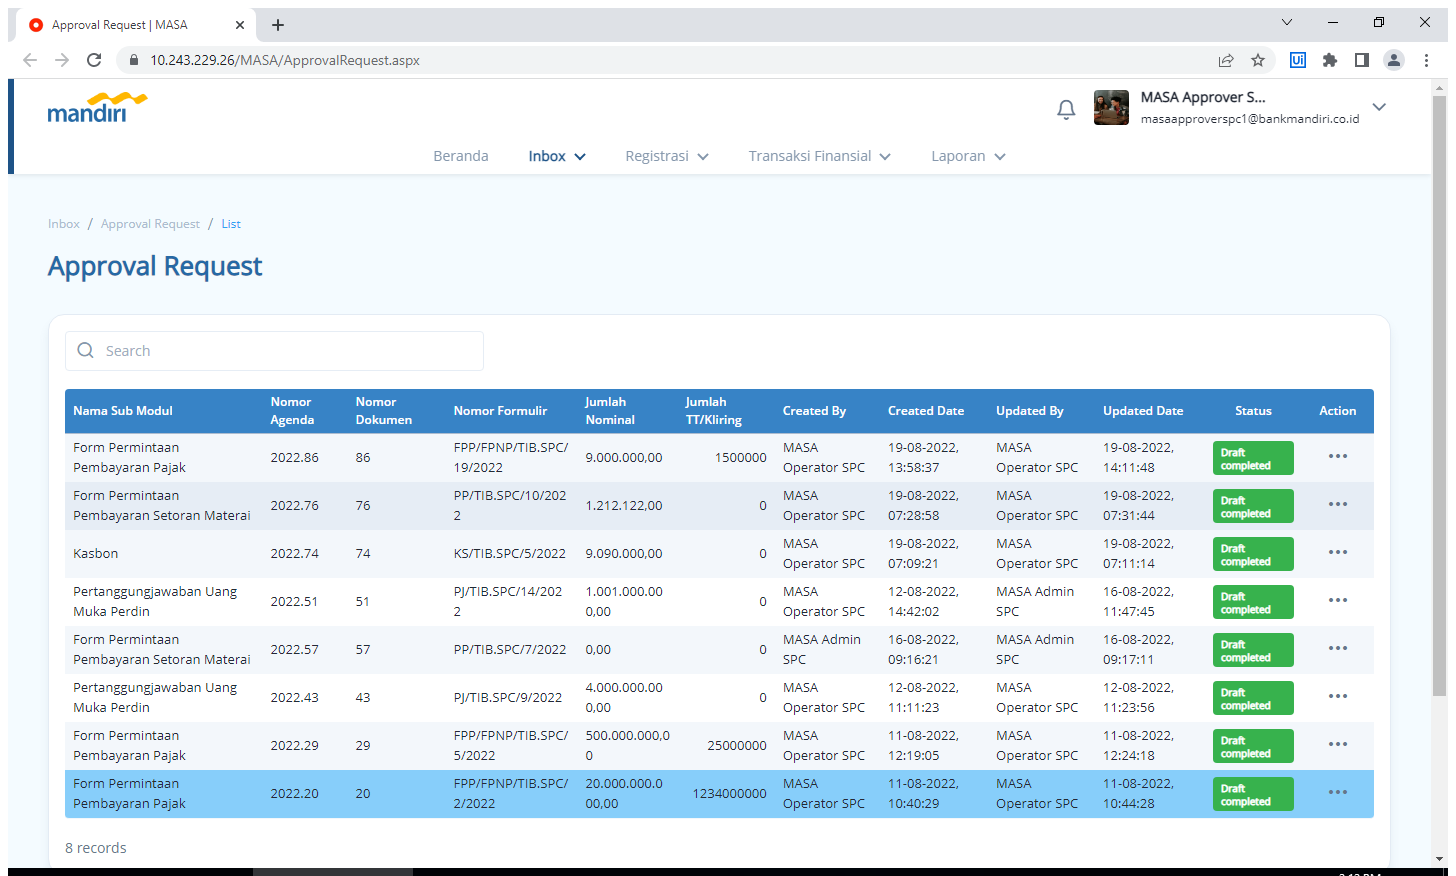 Approval Request | MASA
10.243.229.26/MASA/ApprovalRequest.aspx
Ui
mandiri
MASA Approver S...
masaapproverspc1@bankmandiri.co.id
Beranda Inbox Registrasi Transaksi Finansial Laporan
Inbox / Approval Request / List
Approval Request
Search
Nama Sub Modul Nomor Agenda Nomor Dokumen Nomor Formulir Jumlah Nominal Jumlah TT/Kliring Created By Created Date Updated By Updated Date Status Action
Form Permintaan Pembayaran Pajak 2022.86 86 FPP/FPNP/TIB.SPC/19/2022 9.000.000,00 1500000 MASA Operator SPC 19-08-2022, 13:58:37 MASA Operator SPC 19-08-2022, 14:11:48 Draft completed
Form Permintaan Pembayaran Setoran Materai 2022.76 76 PP/TIB.SPC/10/2022 1.212.122,00 0 MASA Operator SPC 19-08-2022, 07:28:58 MASA Operator SPC 19-08-2022, 07:31:44 Draft completed
Kasbon 2022.74 74 KS/TIB.SPC/5/2022 9.090.000,00 0 MASA Operator SPC 19-08-2022, 07:09:21 MASA Operator SPC 19-08-2022, 07:11:14 Draft completed
Pertanggungjawaban Uang Muka Perdin 2022.51 51 PJ/TIB.SPC/14/2022 1.001.000.000,00 0 MASA Operator SPC 12-08-2022, 14:42:02 MASA Admin SPC 16-08-2022, 11:47:45 Draft completed
Form Permintaan Pembayaran Setoran Materai 2022.57 57 PP/TIB.SPC/7/2022 0,00 0 MASA Admin SPC 16-08-2022, 09:16:21 MASA Admin SPC 16-08-2022, 09:17:11 Draft completed
Pertanggungjawaban Uang Muka Perdin 2022.43 43 PJ/TIB.SPC/9/2022 4.000.000.000,00 0 MASA Operator SPC 12-08-2022, 11:11:23 MASA Operator SPC 12-08-2022, 11:23:56 Draft completed
Form Permintaan Pembayaran Pajak 2022.29 29 FPP/FPNP/TIB.SPC/5/2022 500.000.000,00 25000000 MASA Operator SPC 11-08-2022, 12:19:05 MASA Operator SPC 11-08-2022, 12:24:18 Draft completed
Form Permintaan Pembayaran Pajak 2022.20 20 FPP/FPNP/TIB.SPC/2/2022 20.000.000.000,00 1234000000 MASA Operator SPC 11-08-2022, 10:40:29 MASA Operator SPC 11-08-2022, 10:44:28 Draft completed
8 records